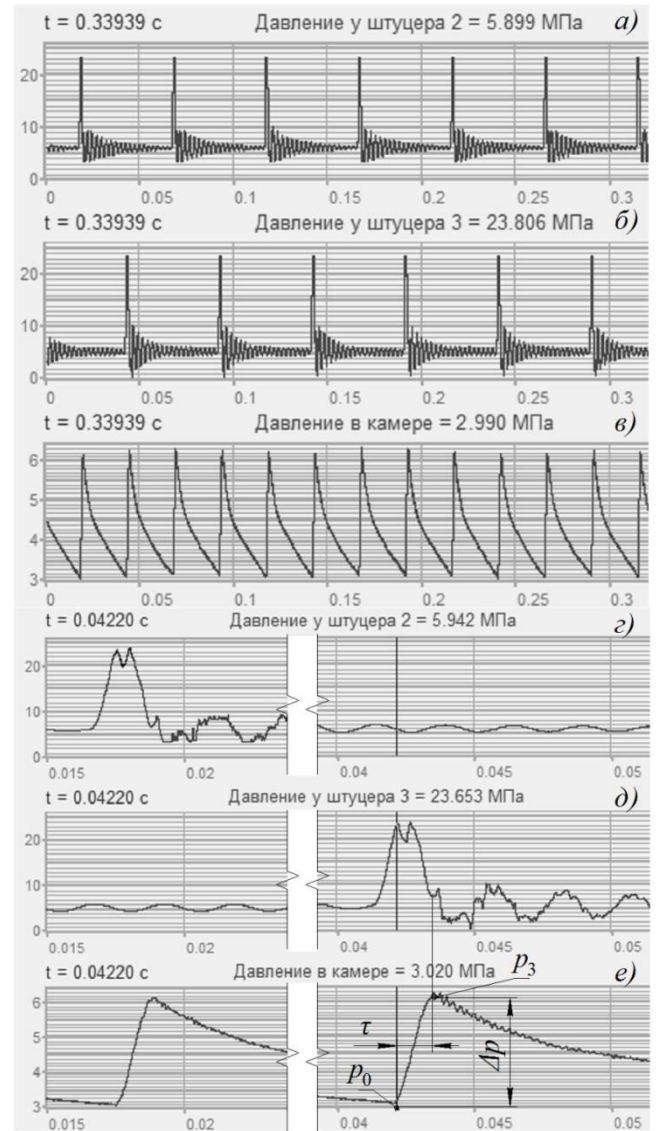 t = 0.33939 с Давление у штуцера 2 = 5.899 МПа а)
20
10
0
0 0.05 0.1 0.15 0.2 0.25 0.3
t = 0.33939 с Давление у штуцера 3 = 23.806 МПа б)
20
10
0
0 0.05 0.1 0.15 0.2 0.25 0.3
t = 0.33939 с Давление в камере = 2.990 МПа в)
6
5
4
3
0 0.05 0.1 0.15 0.2 0.25 0.3
t = 0.04220 с Давление у штуцера 2 = 5.942 МПа г)
20
10
0
0.015 0.02 0.04 0.045 0.05
t = 0.04220 с Давление у штуцера 3 = 23.653 МПа д)
20
10
0
0.015 0.02 0.04 0.045 0.05
t = 0.04220 с Давление в камере = 3.020 МПа p3 е)
6
5
4
3
τ
Δp
p0
0.015 0.02 0.04 0.045 0.05